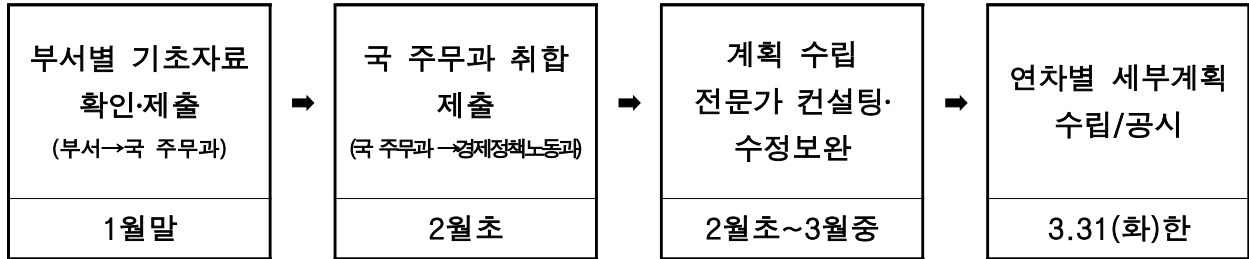 부서별 기초자료
확인·제출
(부서→국 주무과)
1월말
➡
국 주무과 취합
제출
(국 주무과→경제정책노동과)
2월초
➡
계획 수립
전문가 컨설팅·
수정보완
2월초~3월중
➡
연차별 세부계획
수립/공시
3.31(화)한